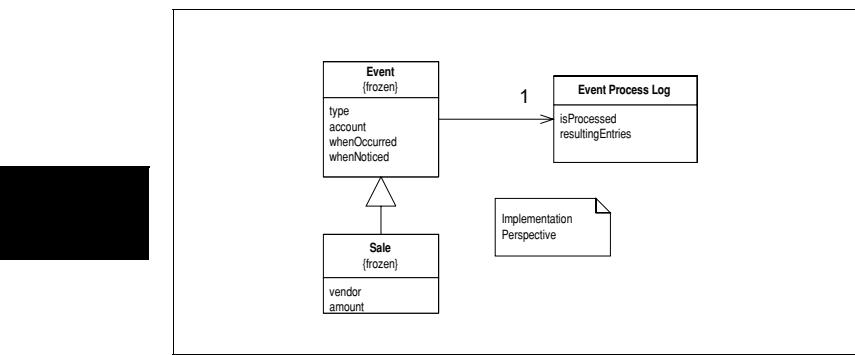 Event
{frozen}
type
account
whenOccurred
whenNoticed
1
Event Process Log
isProcessed
resultingEntries
Sale
{frozen}
vendor
amount
Implementation
Perspective